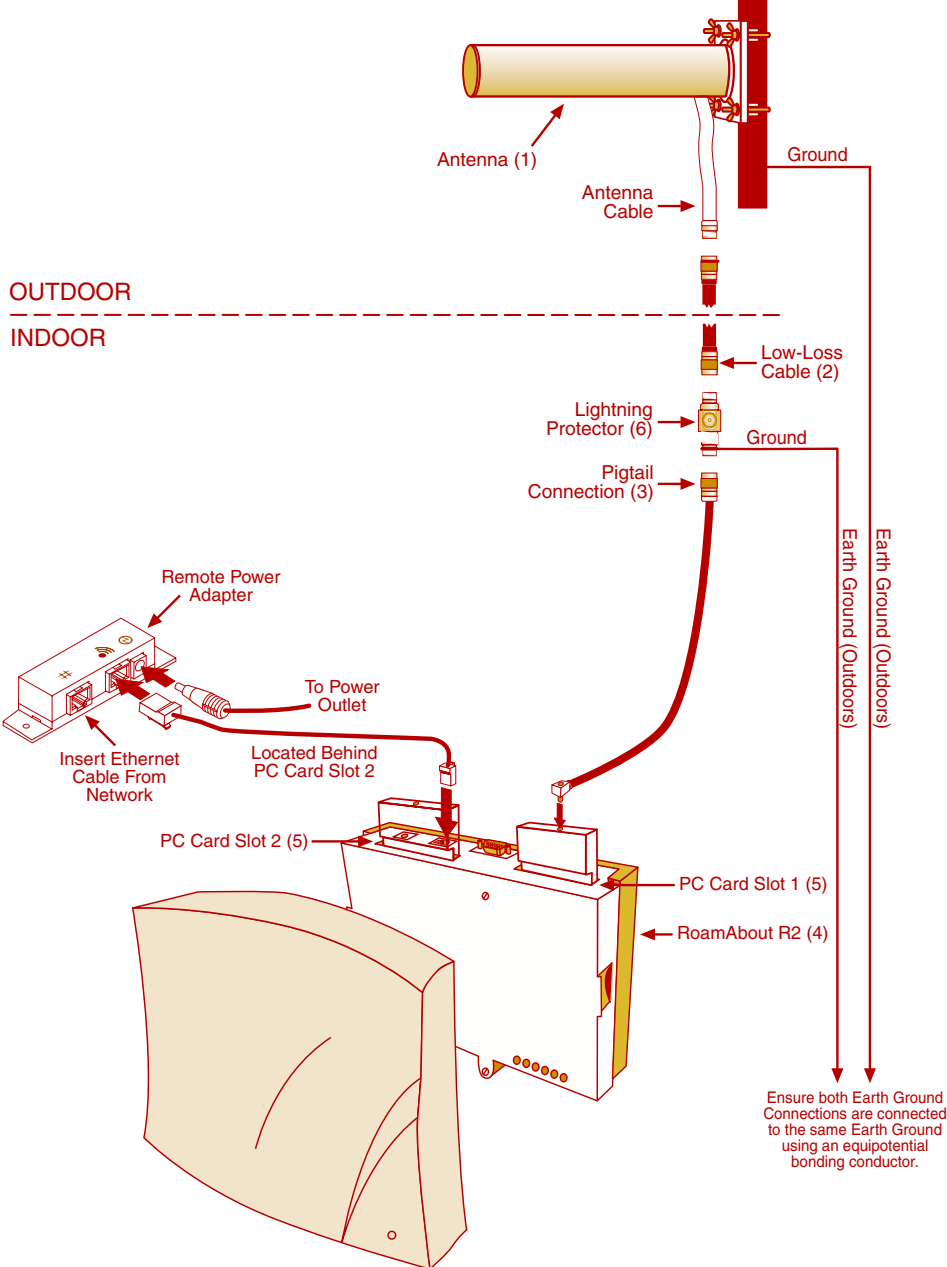 Antenna (1)
Ground
Antenna
Cable
OUTDOOR
INDOOR
Low-Loss
Cable (2)
Lightning
Protector (6)
Ground
Pigtail
Connection (3)
Earth Ground (Outdoors)
Earth Ground (Outdoors)
Remote Power
Adapter
To Power
Outlet
Insert Ethernet
Cable From
Network
Located Behind
PC Card Slot 2
PC Card Slot 2 (5)
PC Card Slot 1 (5)
RoamAbout R2 (4)
Ensure both Earth Ground
Connections are connected
to the same Earth Ground
using an equipotential
bonding conductor.